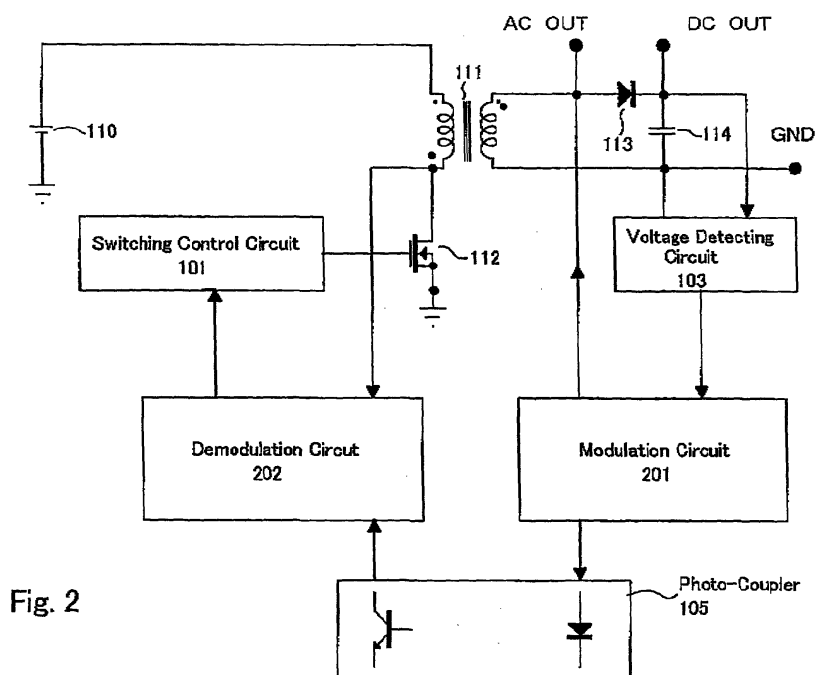 AC OUT
DC OUT
111
110
113
114
GND
Switching Control Circuit
101
112
Voltage Detecting
Circuit
103
Demodulation Circut
202
Modulation Circuit
201
Photo-Coupler
105
Fig. 2